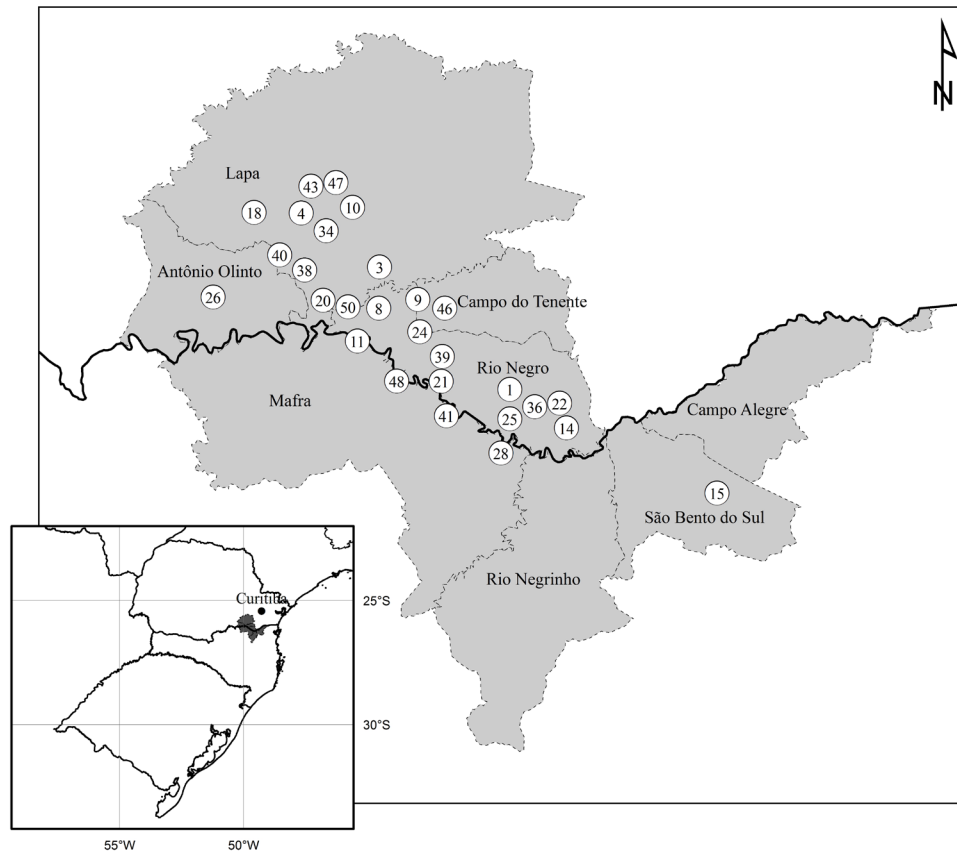 N
Lapa
47
43
10
18
4
34
40
3
38
Antônio Olinto
26
20
9
Campo do Tenente
50
8
46
24
11
39
Rio Negro
48
21
1
Mafra
22
36
Campo Alegre
41
25
14
28
15
São Bento do Sul
Rio Negrinho
Curitiba
25°S
30°S
55°W
50°W